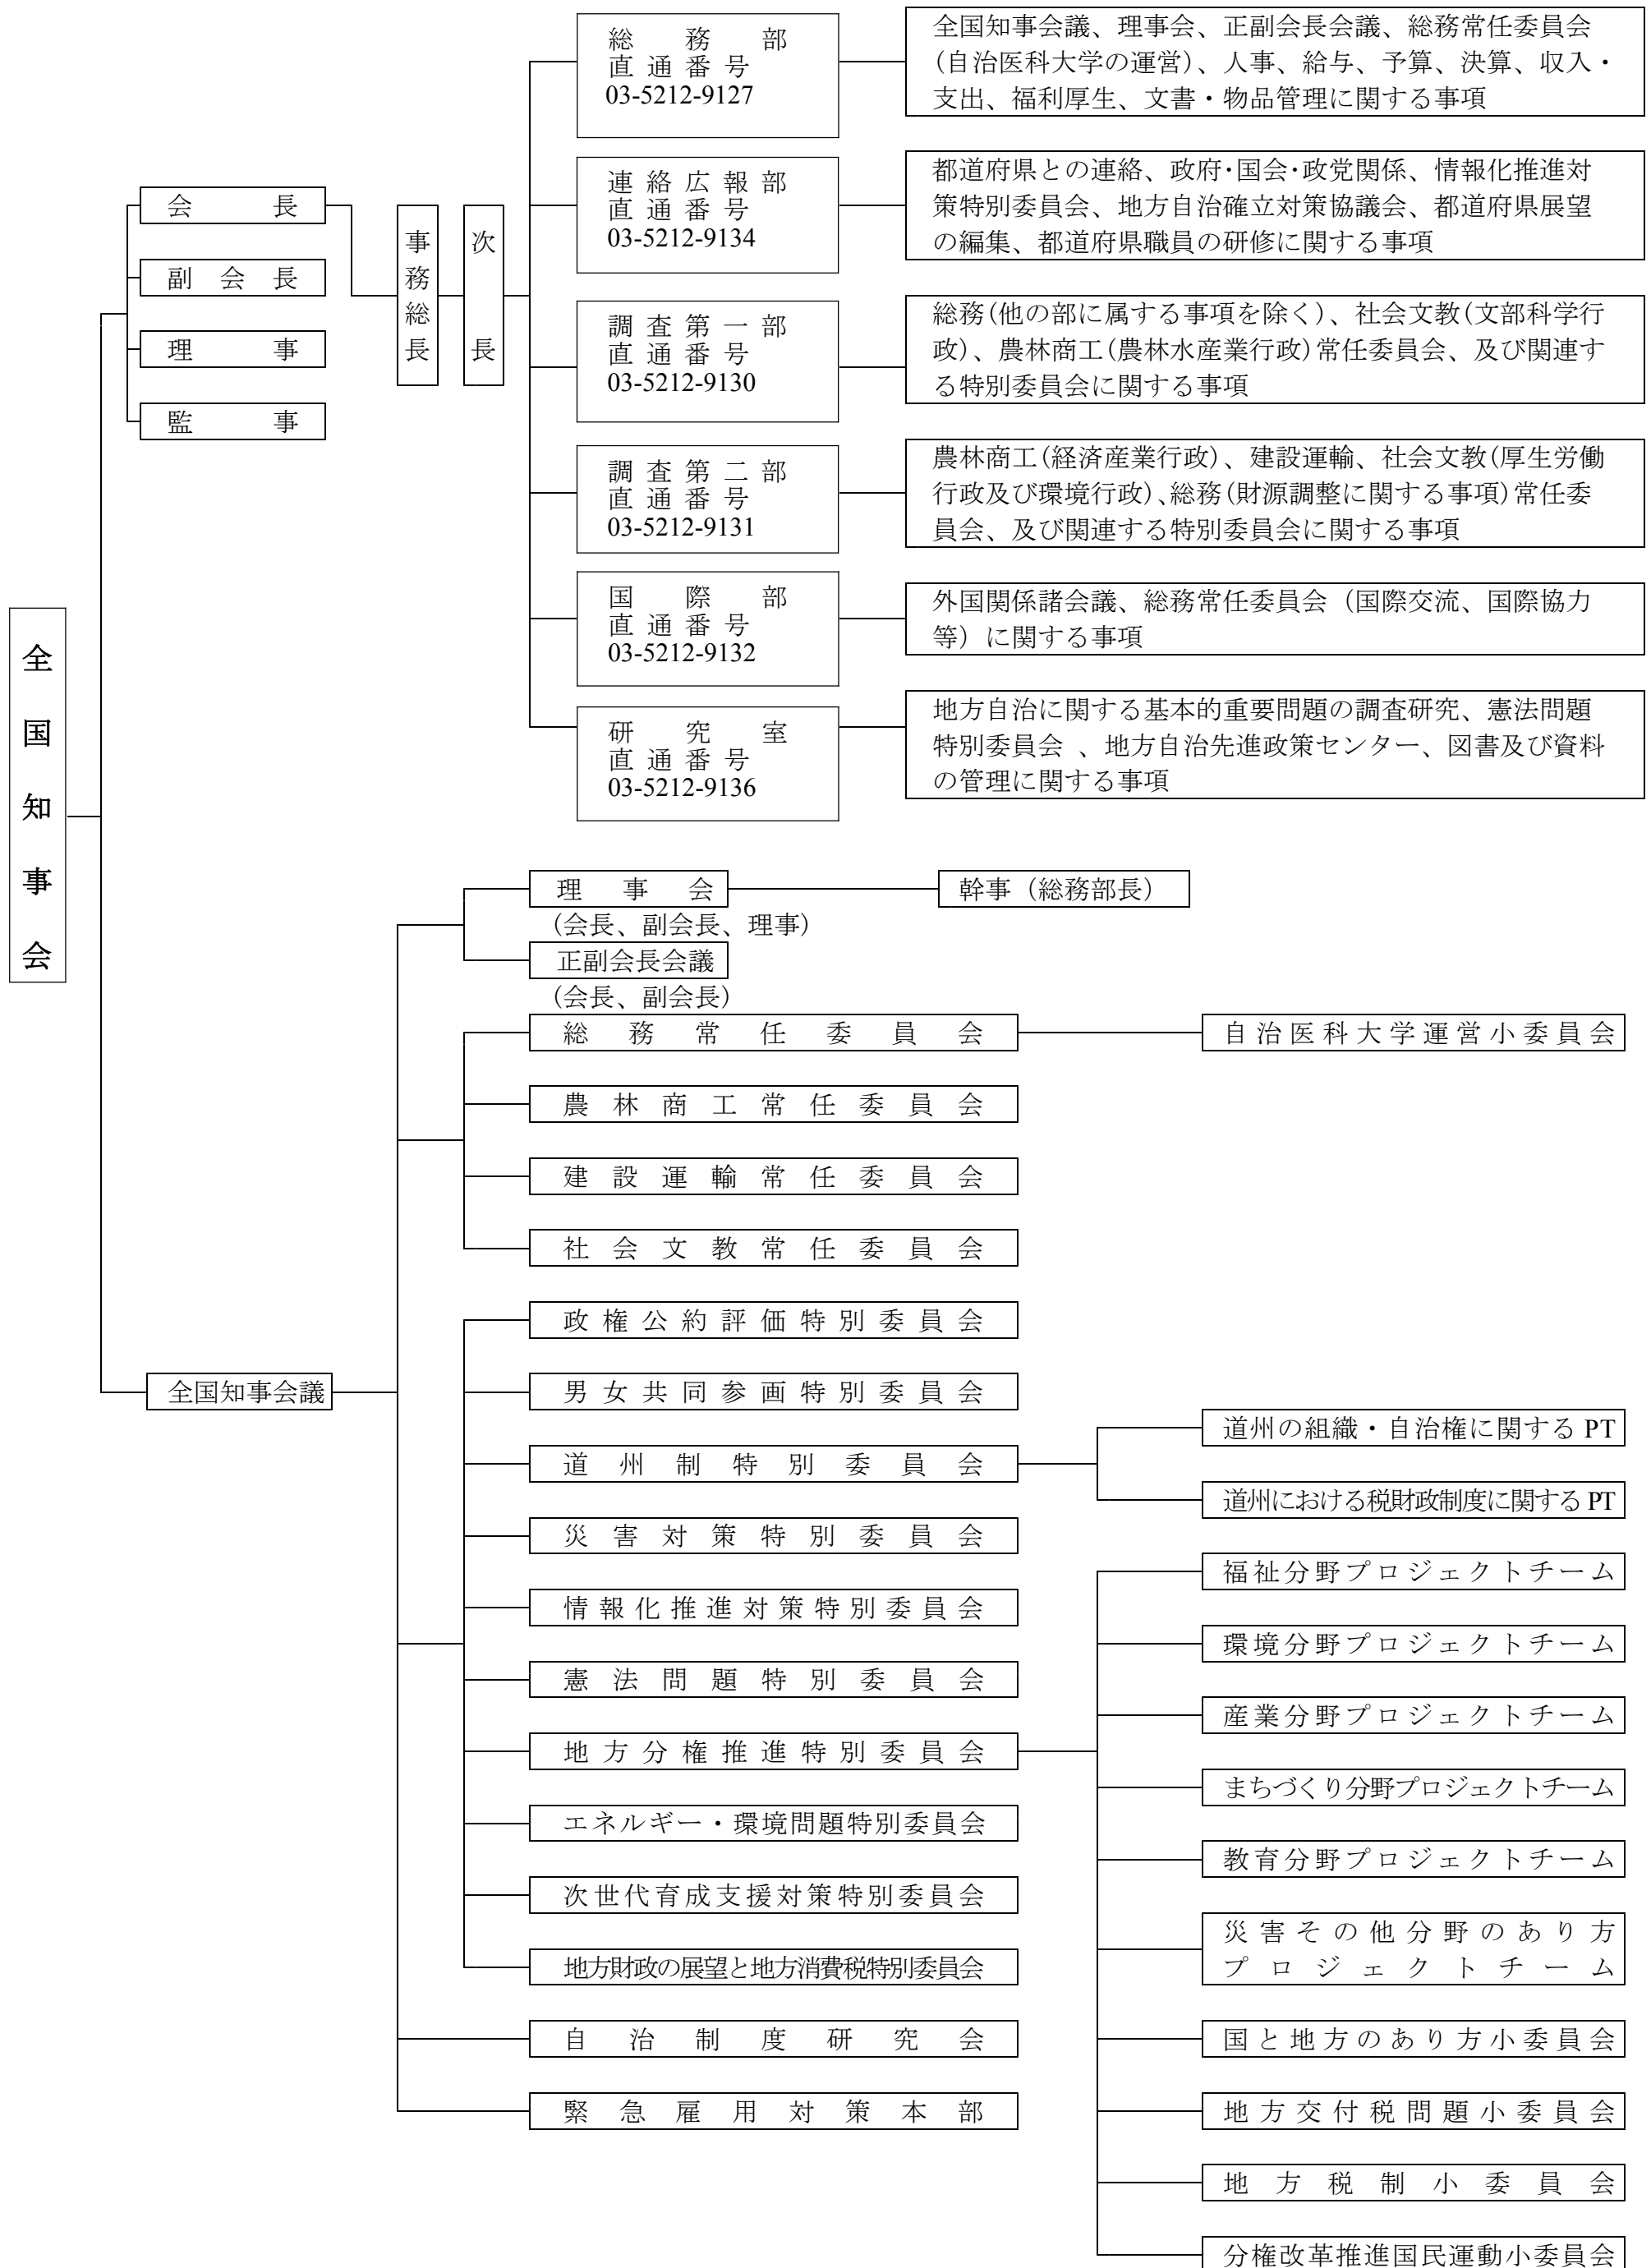 全国知事会
会長
副会長
理事
監事
事務総長
次長
総務部
直通番号
03-5212-9127
全国知事会議、理事会、正副会長会議、総務常任委員会
(自治医科大学の運営)、人事、給与、予算、決算、収入・
支出、福利厚生、文書・物品管理に関する事項
連絡広報部
直通番号
03-5212-9134
都道府県との連絡、政府・国会・政党関係、情報化推進対
策特別委員会、地方自治確立対策協議会、都道府県展望
の編集、都道府県職員の研修に関する事項
調査第一部
直通番号
03-5212-9130
総務(他の部に属する事項を除く)、社会文教(文部科学行
政)、農林商工(農林水産業行政)常任委員会、及び関連す
る特別委員会に関する事項
調査第二部
直通番号
03-5212-9131
農林商工(経済産業行政)、建設運輸、社会文教(厚生労働
行政及び環境行政)、総務(財源調整に関する事項)常任委
員会、及び関連する特別委員会に関する事項
国際部
直通番号
03-5212-9132
外国関係諸会議、総務常任委員会（国際交流、国際協力
等）に関する事項
研究室
直通番号
03-5212-9136
地方自治に関する基本的重要問題の調査研究、憲法問題
特別委員会 、地方自治先進政策センター、図書及び資料
の管理に関する事項
全国知事会議
理事会
(会長、副会長、理事)
幹事（総務部長）
正副会長会議
(会長、副会長)
総務常任委員会
自治医科大学運営小委員会
農林商工常任委員会
建設運輸常任委員会
社会文教常任委員会
政権公約評価特別委員会
男女共同参画特別委員会
道州制特別委員会
道州の組織・自治権に関する PT
道州における税財政制度に関する PT
災害対策特別委員会
情報化推進対策特別委員会
憲法問題特別委員会
地方分権推進特別委員会
福祉分野プロジェクトチーム
環境分野プロジェクトチーム
産業分野プロジェクトチーム
まちづくり分野プロジェクトチーム
教育分野プロジェクトチーム
災害その他分野のあり方
プロジェクトチーム
国と地方のあり方小委員会
地方交付税問題小委員会
地方税制小委員会
分権改革推進国民運動小委員会
エネルギー・環境問題特別委員会
次世代育成支援対策特別委員会
地方財政の展望と地方消費税特別委員会
自治制度研究会
緊急雇用対策本部